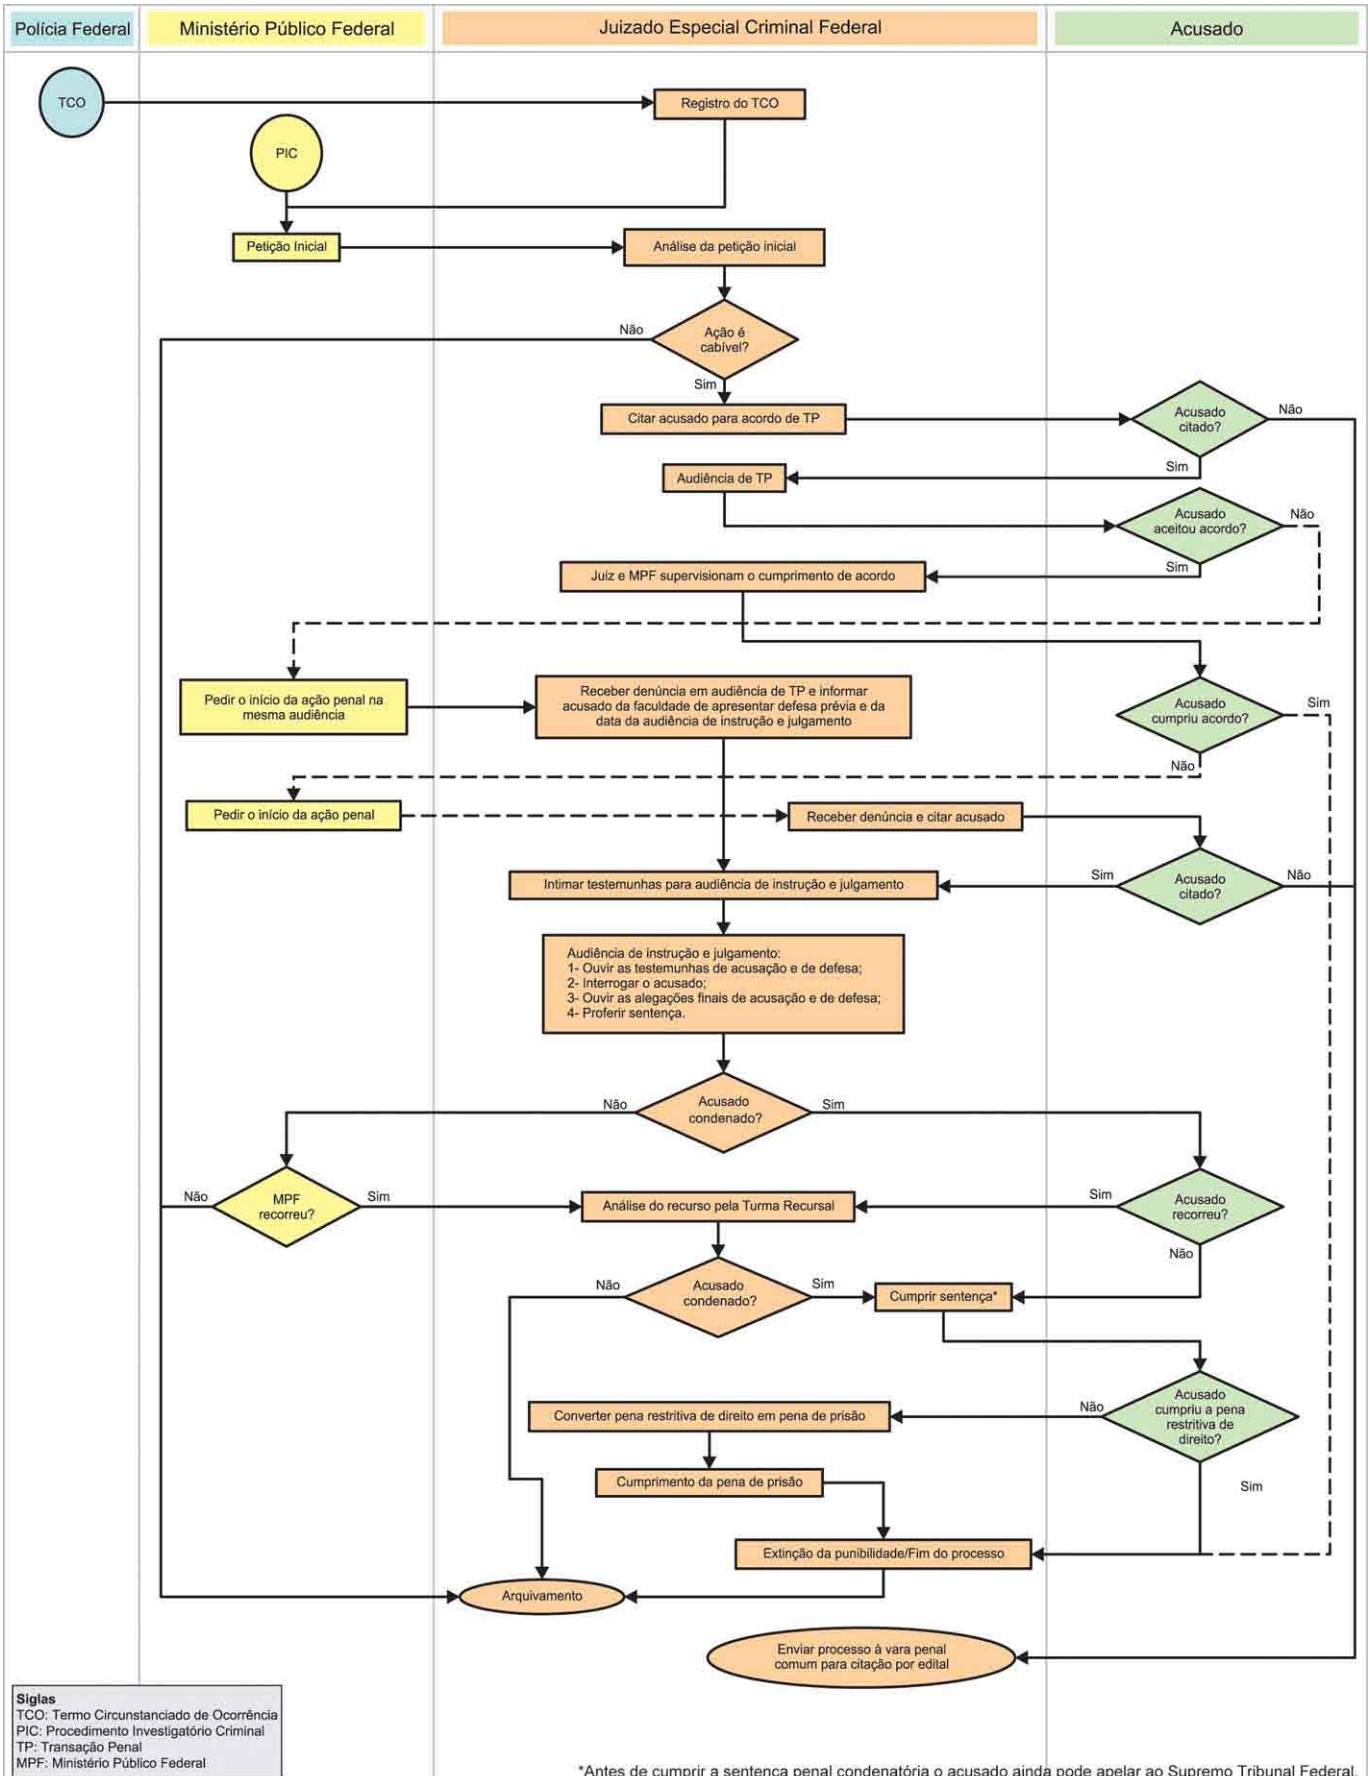 Polícia Federal
Ministério Público Federal
Juizado Especial Criminal Federal
Acusado
TCO
Registro do TCO
PIC
Petição Inicial
Análise da petição inicial
Não
Ação é
cabível?
Sim
Citar acusado para acordo de TP
Acusado
citado?
Não
Sim
Audiência de TP
Acusado
aceitou acordo?
Não
Sim
Juiz e MPF supervisionam o cumprimento de acordo
Pedir o início da ação penal na
mesma audiência
Receber denúncia em audiência de TP e informar
acusado da faculdade de apresentar defesa prévia e da
data da audiência de instrução e julgamento
Acusado
cumpriu acordo?
Sim
Não
Pedir o início da ação penal
Receber denúncia e citar acusado
Intimar testemunhas para audiência de instrução e julgamento
Sim
Acusado
citado?
Não
Audiência de instrução e julgamento:
1- Ouvir as testemunhas de acusação e de defesa;
2- Interrogar o acusado;
3- Ouvir as alegações finais de acusação e de defesa;
4- Proferir sentença.
Não
Acusado
condenado?
Sim
Não
MPF
recorreu?
Sim
Análise do recurso pela Turma Recursal
Sim
Acusado
recorreu?
Não
Não
Acusado
condenado?
Sim
Cumprir sentença*
Converter pena restritiva de direito em pena de prisão
Não
Acusado
cumpriu a pena
restritiva de
direito?
Sim
Cumprimento da pena de prisão
Extinção da punibilidade/Fim do processo
Arquivamento
Enviar processo à vara penal
comum para citação por edital
Siglas
TCO: Termo Circunstanciado de Ocorrência
PIC: Procedimento Investigatório Criminal
TP: Transação Penal
MPF: Ministério Público Federal
*Antes de cumprir a sentença penal condenatória o acusado ainda pode apelar ao Supremo Tribunal Federal.